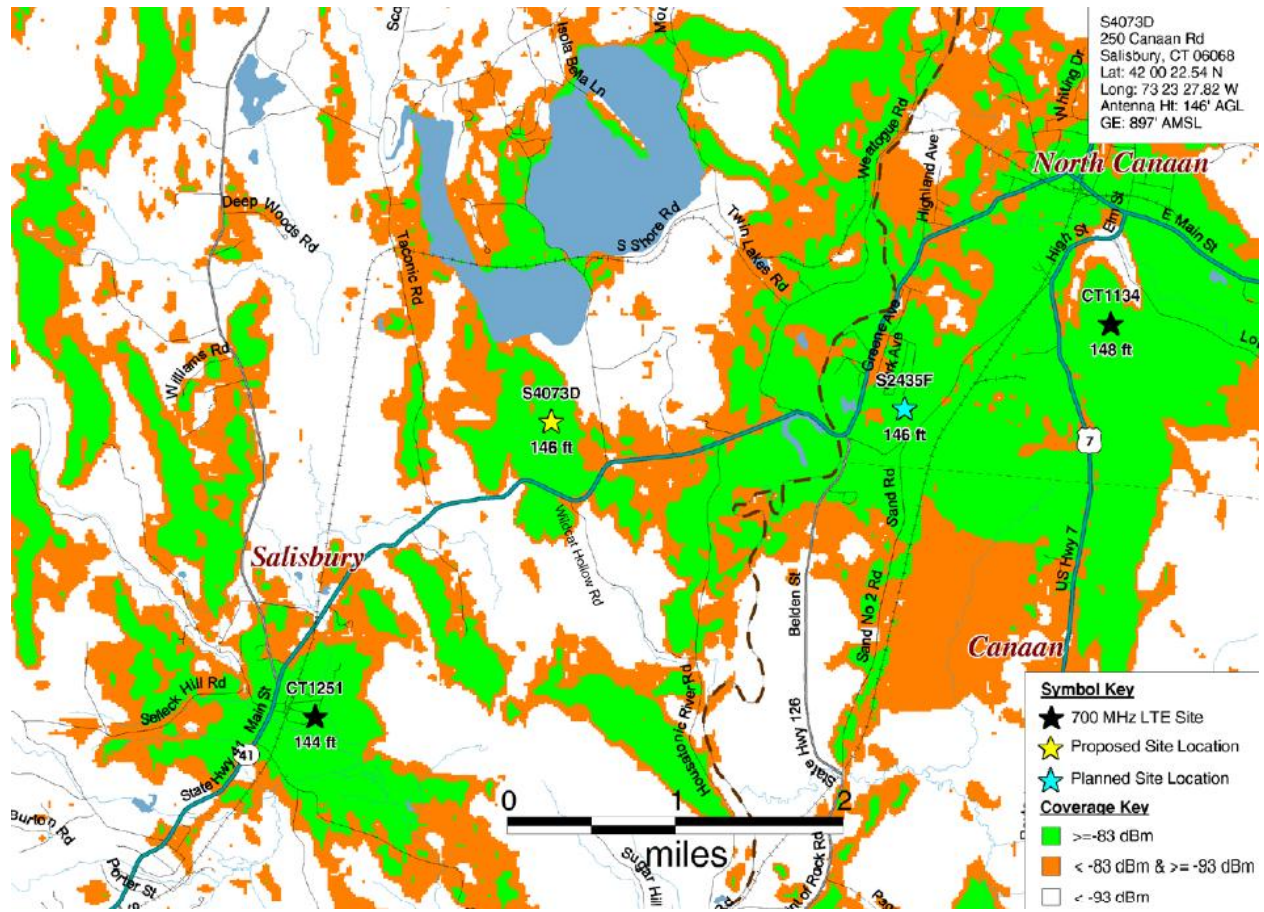 S4073D
250 Canaan Rd
Salisbury, CT 06068
Lat: 42 00 22.54 N
Long: 73 23 27.82 W
Antenna Ht: 146' AGL
GE: 897' AMSL
Isola Bella Ln
Whiting Dr
Weatogue Rd
North Canaan
Highland Ave
Deep Woods Rd
S Shore Rd
Twin Lakes Rd
High St
Elm St
E Main St
Taconic Rd
CT1134
148 ft
Greene Ave
Williams Rd
S4073D
146 ft
S2435F
146 ft
7
Sand Rd
Salisbury
Wildcat Hollow Rd
US Hwy 7
Belden St
Sand No 2 Rd
Canaan
Selleck Hill Rd
Main St
CT1251
144 ft
State Hwy 41
41
Housatonic River Rd
State Hwy 126
Burton Rd
Porter St
Sugar Hill
0 1 2
miles
Symbol Key
700 MHz LTE Site
Proposed Site Location
Planned Site Location
Coverage Key
>=-83 dBm
< -83 dBm & >= -93 dBm
< -93 dBm